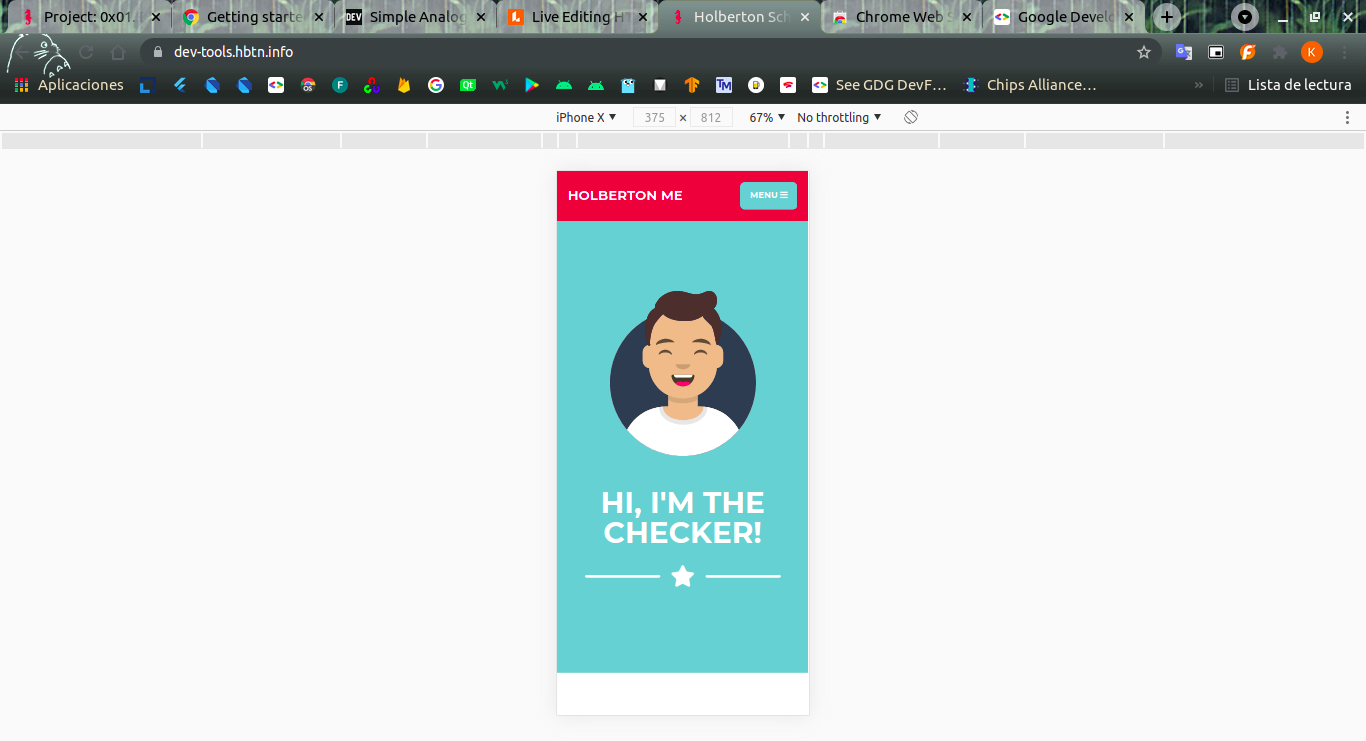 Project: 0x01.
Getting starte
DEV Simple Analog
Live Editing HT
Holberton Sch
Chrome Web S
Google Develo
dev-tools.hbtn.info
K
Aplicaciones
See GDG DevF…
Chips Alliance…
»
Lista de lectura
iPhone X
375 × 812
67%
No throttling
HOLBERTON ME
MENU
HI, I'M THE
CHECKER!